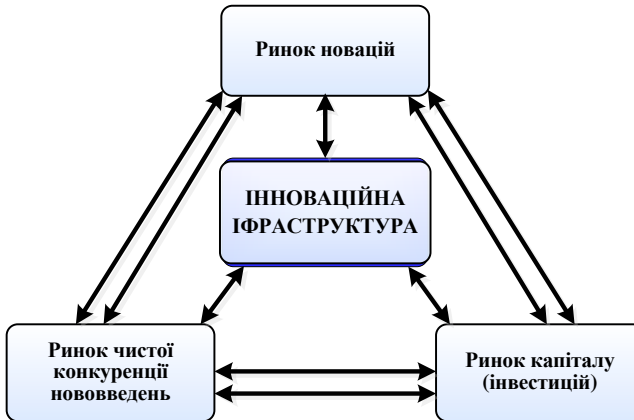 Ринок новацій
ІННОВАЦІЙНА
ІФРАСТРУКТУРА
Ринок чистої
конкуренції
нововведень
Ринок капіталу
(інвестицій)